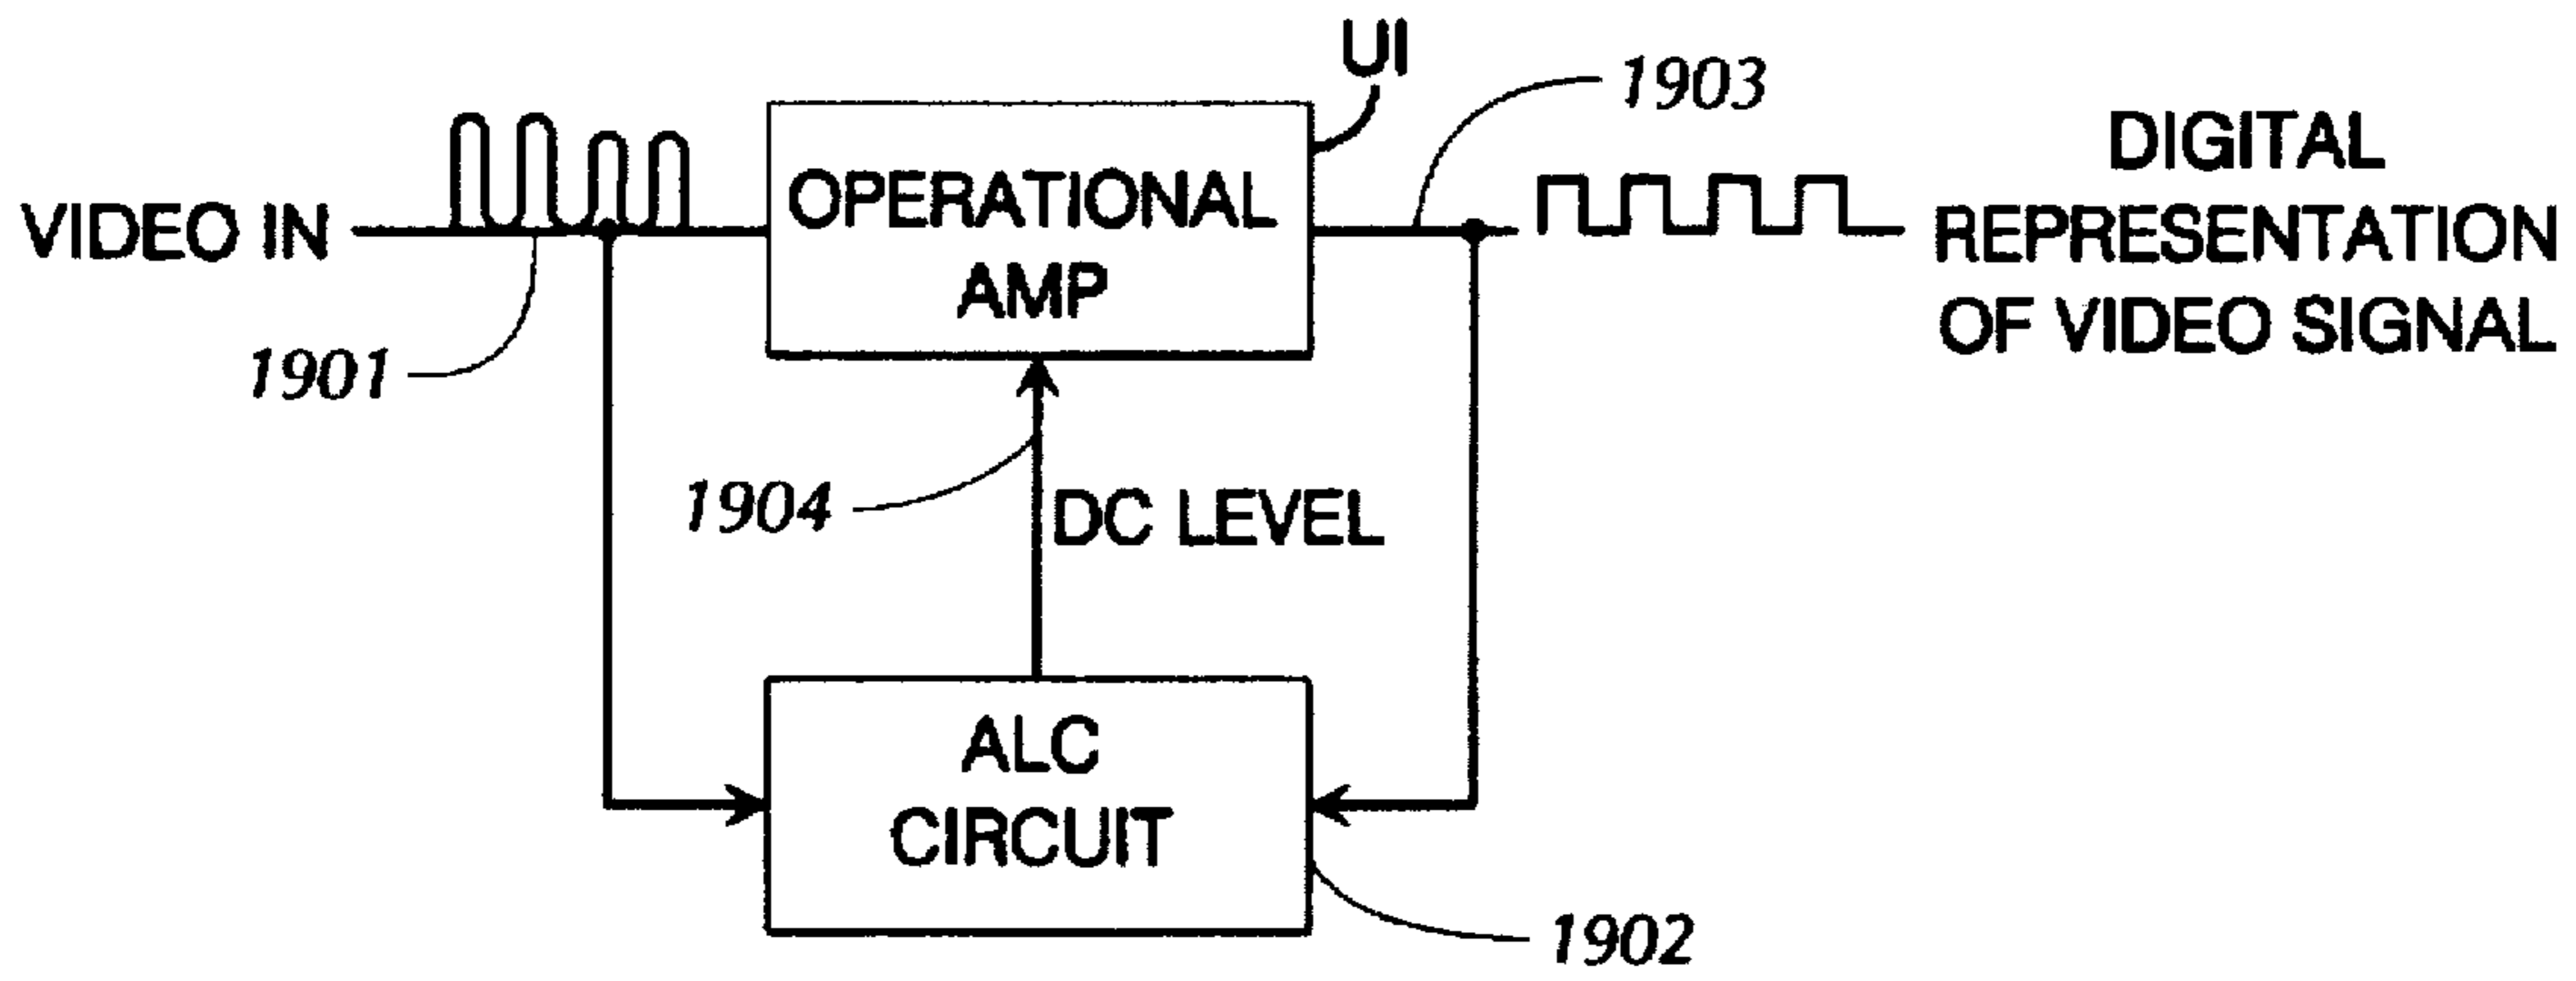 UI
1903
VIDEO IN
OPERATIONAL
AMP
DIGITAL
REPRESENTATION
OF VIDEO SIGNAL
1901
1904
DC LEVEL
ALC
CIRCUIT
1902